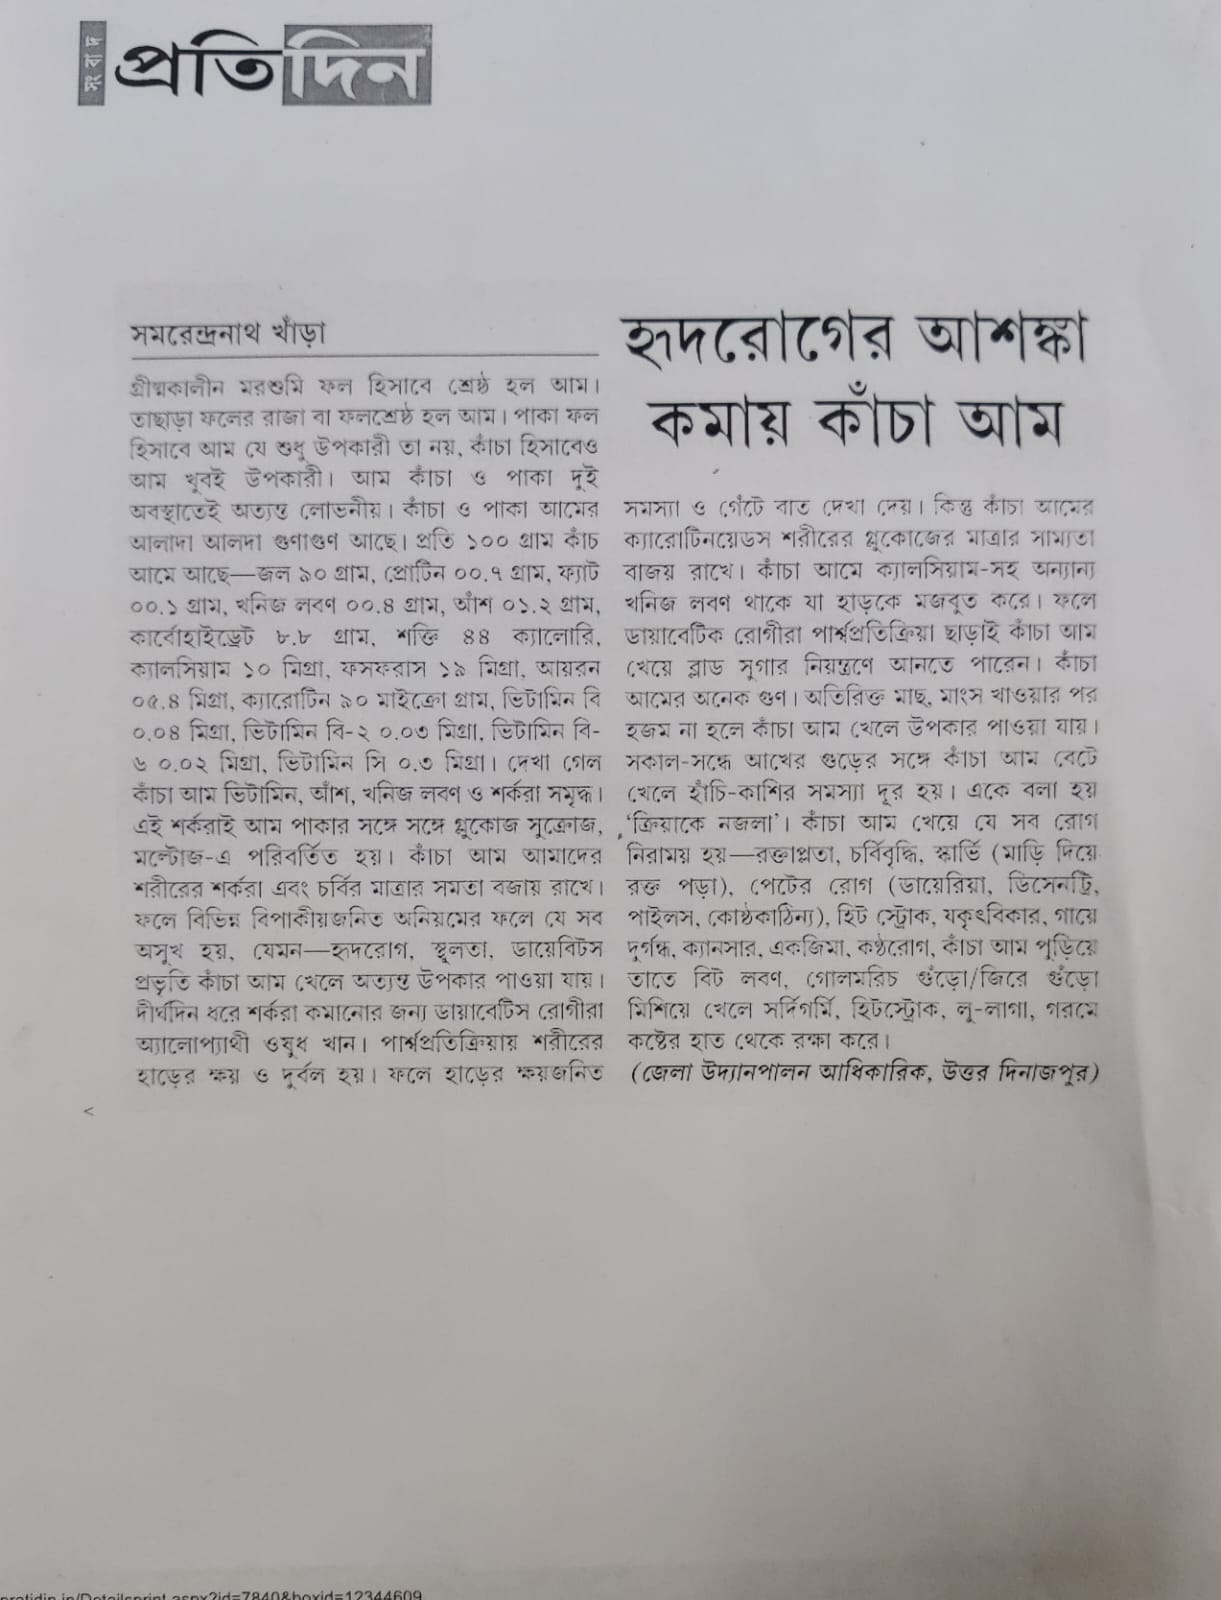 সংবাদ প্রতিদিন
হৃদরোগের আশঙ্কা
কমায় কাঁচা আম
সমরেন্দ্রনাথ খাঁড়া
গ্রীষ্মকালীন মরশুমি ফল হিসাবে শ্রেষ্ঠ হল আম।
তাছাড়া ফলের রাজা বা ফলশ্রেষ্ঠ হল আম। পাকা ফল
হিসাবে আম যে শুধু উপকারী তা নয়, কাঁচা হিসাবেও
আম খুবই উপকারী। আম কাঁচা ও পাকা দুই
অবস্থাতেই অত্যন্ত লোভনীয়। কাঁচা ও পাকা আমের
আলাদা আলদা গুণাগুণ আছে। প্রতি ১০০ গ্রাম কাঁচ
আমে আছে—জল ৯০ গ্রাম, প্রোটিন ০০.৭ গ্রাম, ফ্যাট
০০.১ গ্রাম, খনিজ লবণ ০০.৪ গ্রাম, আঁশ ০১.২ গ্রাম,
কার্বোহাইড্রেট ৮.৮ গ্রাম, শক্তি ৪৪ ক্যালোরি,
ক্যালসিয়াম ১০ মিগ্রা, ফসফরাস ১৯ মিগ্রা, আয়রন
০৫.৪ মিগ্রা, ক্যারোটিন ৯০ মাইক্রো গ্রাম, ভিটামিন বি
০.০৪ মিগ্রা, ভিটামিন বি-২ ০.০৩ মিগ্রা, ভিটামিন বি-
৬ ০.০২ মিগ্রা, ভিটামিন সি ০.৩ মিগ্রা। দেখা গেল
কাঁচা আম ভিটামিন, আঁশ, খনিজ লবণ ও শর্করা সমৃদ্ধ।
এই শর্করাই আম পাকার সঙ্গে সঙ্গে গ্লুকোজ সুক্রোজ,
মল্টোজ-এ পরিবর্তিত হয়। কাঁচা আম আমাদের
শরীরের শর্করা এবং চর্বির মাত্রার সমতা বজায় রাখে।
ফলে বিভিন্ন বিপাকীয়জনিত অনিয়মের ফলে যে সব
অসুখ হয়, যেমন—হৃদরোগ, স্থূলতা, ডায়েবিটস
প্রভৃতি কাঁচা আম খেলে অত্যন্ত উপকার পাওয়া যায়।
দীর্ঘদিন ধরে শর্করা কমানোর জন্য ডায়াবেটিস রোগীরা
অ্যালোপ্যাথী ওষুধ খান। পার্শ্বপ্রতিক্রিয়ায় শরীরের
হাড়ের ক্ষয় ও দুর্বল হয়। ফলে হাড়ের ক্ষয়জনিত
সমস্যা ও গেঁটে বাত দেখা দেয়। কিন্তু কাঁচা আমের
ক্যারোটিনয়েডস শরীরের গ্লুকোজের মাত্রার সাম্যতা
বাজয় রাখে। কাঁচা আমে ক্যালসিয়াম-সহ অন্যান্য
খনিজ লবণ থাকে যা হাড়কে মজবুত করে। ফলে
ডায়াবেটিক রোগীরা পার্শ্বপ্রতিক্রিয়া ছাড়াই কাঁচা আম
খেয়ে ব্লাড সুগার নিয়ন্ত্রণে আনতে পারেন। কাঁচা
আমের অনেক গুণ। অতিরিক্ত মাছ, মাংস খাওয়ার পর
হজম না হলে কাঁচা আম খেলে উপকার পাওয়া যায়।
সকাল-সন্ধে আখের গুড়ের সঙ্গে কাঁচা আম বেটে
খেলে হাঁচি-কাশির সমস্যা দূর হয়। একে বলা হয়
‘ক্রিয়াকে নজলা’। কাঁচা আম খেয়ে যে সব রোগ
নিরাময় হয়—রক্তাপ্লতা, চর্বিবৃদ্ধি, স্কার্ভি (মাড়ি দিয়ে
রক্ত পড়া), পেটের রোগ (ডায়েরিয়া, ডিসেনট্রি,
পাইলস, কোষ্ঠকাঠিন্য), হিট স্ট্রোক, যকৃৎবিকার, গায়ে
দুর্গন্ধ, ক্যানসার, একজিমা, কণ্ঠরোগ, কাঁচা আম পুড়িয়ে
তাতে বিট লবণ, গোলমরিচ গুঁড়ো/জিরে গুঁড়ো
মিশিয়ে খেলে সর্দিগর্মি, হিটস্ট্রোক, লু-লাগা, গরমে
কষ্টের হাত থেকে রক্ষা করে।
(জেলা উদ্যানপালন আধিকারিক, উত্তর দিনাজপুর)
pratidin.in/Detailsprint.aspx?id=7840&boxid=12344609